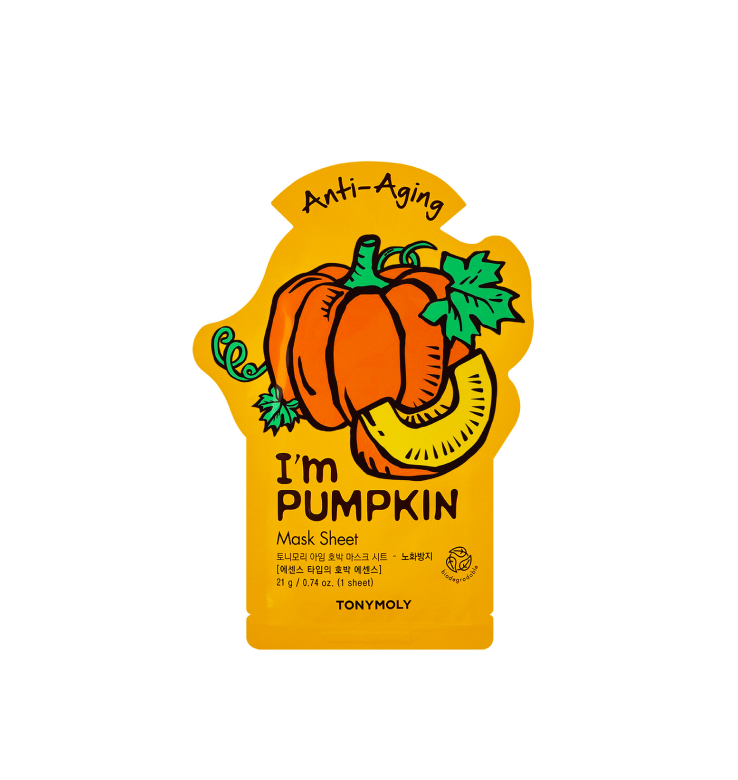 Anti-Aging
I'm
PUMPKIN
Mask Sheet
토니모리 아임 호박 마스크 시트 - 노화방지
[에센스 타입의 호박 에센스]
21 g / 0.74 oz. (1 sheet)
biodegradable
TONYMOLY